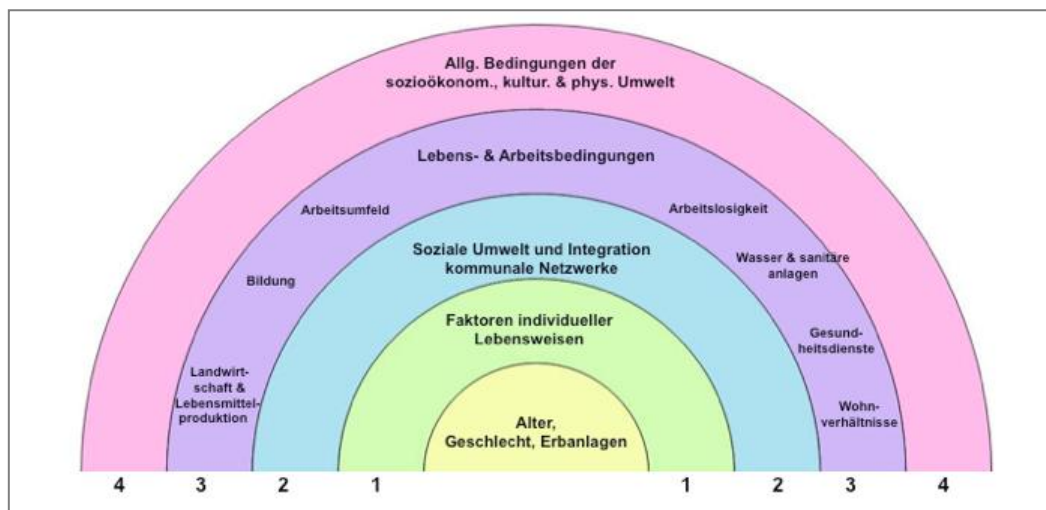 Allg. Bedingungen der
sozioökonom., kultur. & phys. Umwelt
Lebens- & Arbeitsbedingungen
Arbeitsumfeld
Arbeitslosigkeit
Soziale Umwelt und Integration
kommunale Netzwerke
Bildung
Wasser & sanitäre
anlagen
Faktoren individueller
Lebensweisen
Gesund-
heitsdienste
Landwirt-
schaft &
Lebensmittel-
produktion
Wohn-
verhältnisse
Alter,
Geschlecht, Erbanlagen
4 3 2 1 1 2 3 4